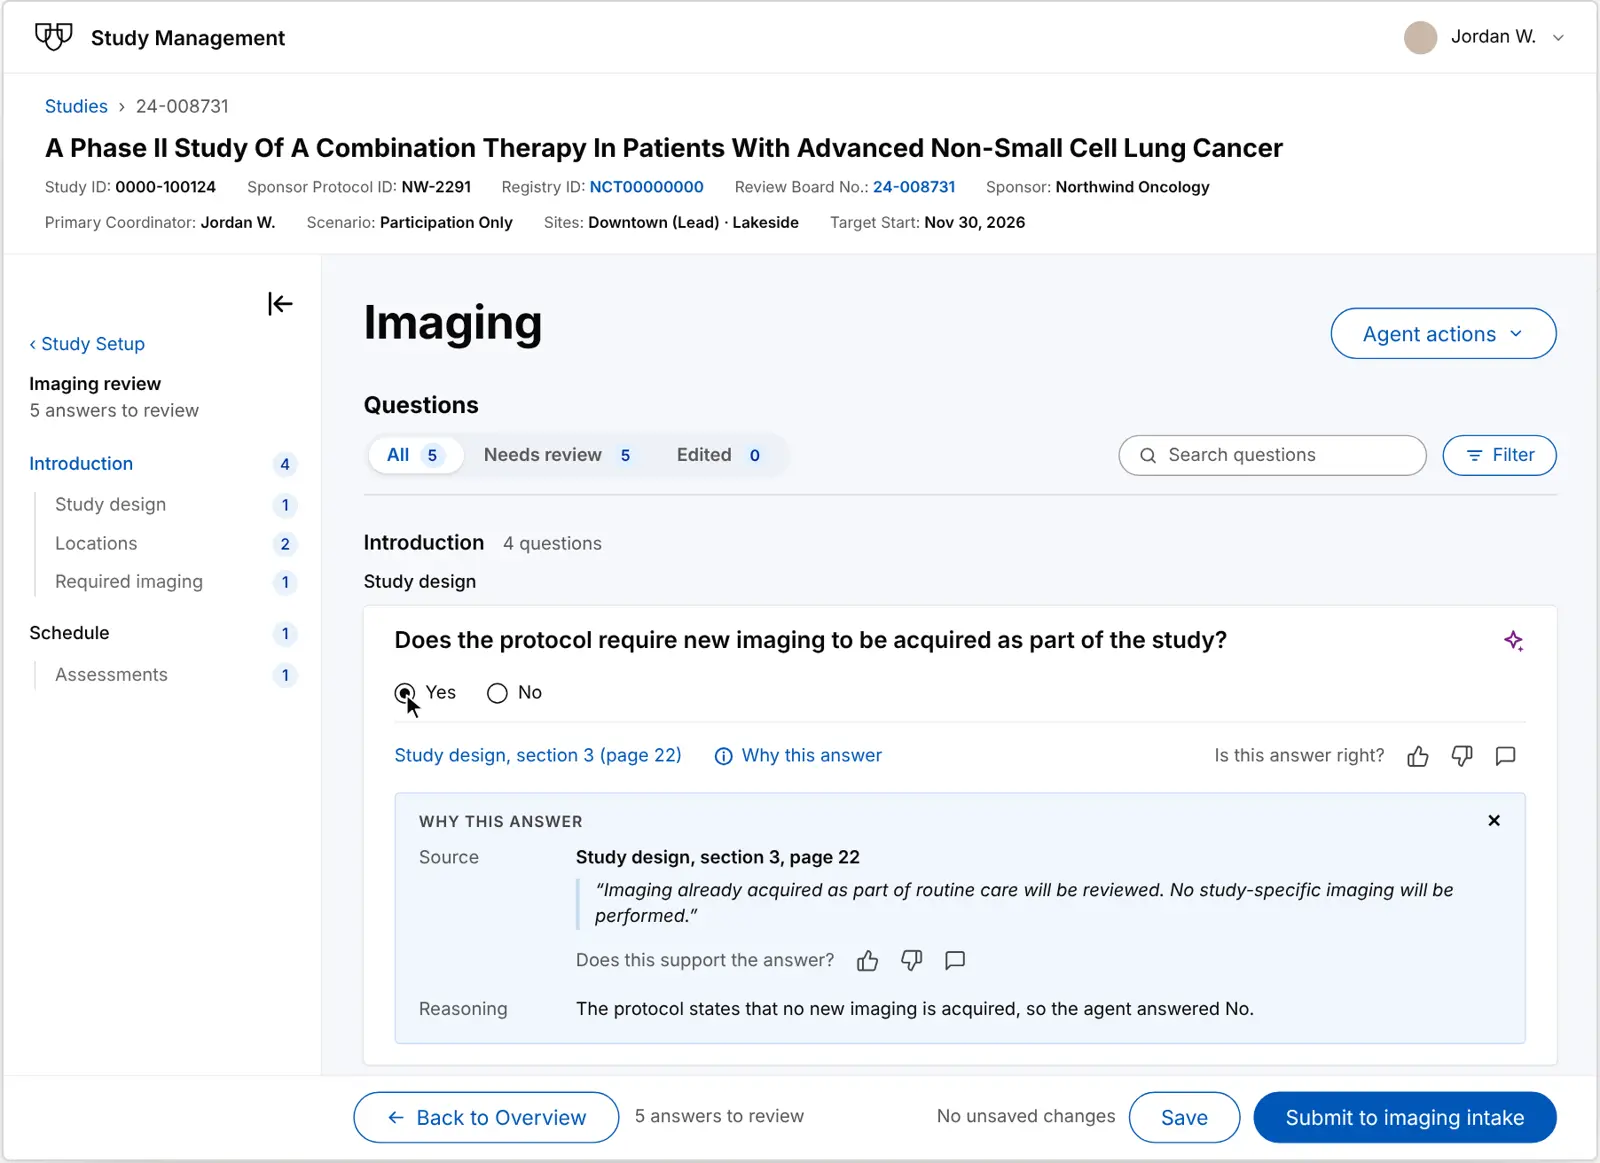 Study Management
Jordan W.
Studies › 24-008731
A Phase II Study Of A Combination Therapy In Patients With Advanced Non-Small Cell Lung Cancer
Study ID: 0000-100124 Sponsor Protocol ID: NW-2291 Registry ID: NCT00000000 Review Board No.: 24-008731 Sponsor: Northwind Oncology
Primary Coordinator: Jordan W. Scenario: Participation Only Sites: Downtown (Lead) · Lakeside Target Start: Nov 30, 2026
‹ Study Setup
Imaging review
5 answers to review
Introduction 4
Study design 1
Locations 2
Required imaging 1
Schedule 1
Assessments 1
Imaging
Agent actions
Questions
All 5 Needs review 5 Edited 0
Search questions
Filter
Introduction 4 questions
Study design
Does the protocol require new imaging to be acquired as part of the study?
Yes No
Study design, section 3 (page 22) Why this answer Is this answer right?
WHY THIS ANSWER
Source Study design, section 3, page 22
“Imaging already acquired as part of routine care will be reviewed. No study-specific imaging will be
performed.”
Does this support the answer?
Reasoning The protocol states that no new imaging is acquired, so the agent answered No.
← Back to Overview 5 answers to review No unsaved changes Save Submit to imaging intake